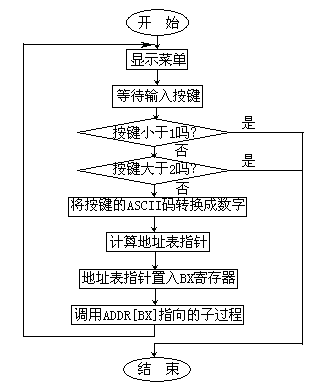 开 始
显示菜单
等待输入按键
按键小于1吗?
是
否
按键大于2吗?
是
否
将按键的ASCII码转换成数字
计算地址表指针
地址表指针置入BX寄存器
调用ADDR[BX]指向的子过程
结 束